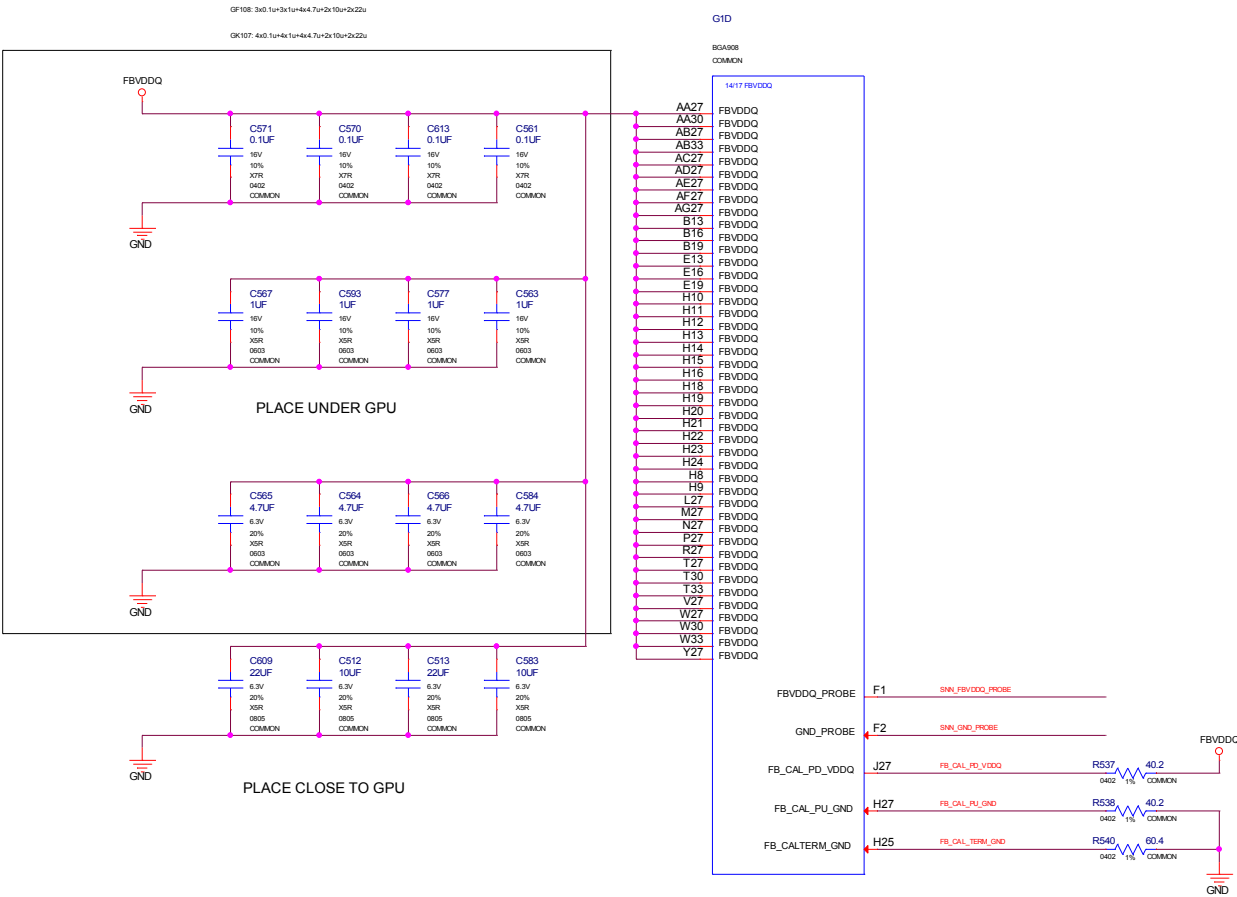 GF108: 3x0.1u+3x1u+4x4.7u+2x10u+2x22u
GK107: 4x0.1u+4x1u+4x4.7u+2x10u+2x22u
FBVDDQ
C571 C570 C613 C561
0.1UF 0.1UF 0.1UF 0.1UF
16V 16V 16V 16V
10% 10% 10% 10%
X7R X7R X7R X7R
0402 0402 0402 0402
COMMON COMMON COMMON COMMON
GND
C567 C593 C577 C563
1UF 1UF 1UF 1UF
16V 16V 16V 16V
10% 10% 10% 10%
X5R X5R X5R X5R
0603 0603 0603 0603
COMMON COMMON COMMON COMMON
GND
PLACE UNDER GPU
C565 C564 C566 C584
4.7UF 4.7UF 4.7UF 4.7UF
6.3V 6.3V 6.3V 6.3V
20% 20% 20% 20%
X5R X5R X5R X5R
0603 0603 0603 0603
COMMON COMMON COMMON COMMON
GND
C609 C512 C513 C583
22UF 10UF 22UF 10UF
6.3V 6.3V 6.3V 6.3V
20% 20% 20% 20%
X5R X5R X5R X5R
0805 0805 0805 0805
COMMON COMMON COMMON COMMON
GND
PLACE CLOSE TO GPU
G1D
BGA908
COMMON
14/17 FBVDDQ
AA27 FBVDDQ
AA30 FBVDDQ
AB27 FBVDDQ
AB33 FBVDDQ
AC27 FBVDDQ
AD27 FBVDDQ
AE27 FBVDDQ
AF27 FBVDDQ
AG27 FBVDDQ
B13 FBVDDQ
B16 FBVDDQ
B19 FBVDDQ
E13 FBVDDQ
E16 FBVDDQ
E19 FBVDDQ
H10 FBVDDQ
H11 FBVDDQ
H12 FBVDDQ
H13 FBVDDQ
H14 FBVDDQ
H15 FBVDDQ
H16 FBVDDQ
H18 FBVDDQ
H19 FBVDDQ
H20 FBVDDQ
H21 FBVDDQ
H22 FBVDDQ
H23 FBVDDQ
H24 FBVDDQ
H8 FBVDDQ
H9 FBVDDQ
L27 FBVDDQ
M27 FBVDDQ
N27 FBVDDQ
P27 FBVDDQ
R27 FBVDDQ
T27 FBVDDQ
T30 FBVDDQ
T33 FBVDDQ
V27 FBVDDQ
W27 FBVDDQ
W30 FBVDDQ
W33 FBVDDQ
Y27 FBVDDQ
FBVDDQ_PROBE F1 SNN_FBVDDQ_PROBE
GND_PROBE F2 SNN_GND_PROBE
FBVDDQ
FB_CAL_PD_VDDQ J27 FB_CAL_PD_VDDQ R537 40.2
0402 1% COMMON
FB_CAL_PU_GND H27 FB_CAL_PU_GND R538 40.2
0402 1% COMMON
FB_CALTERM_GND H25 FB_CAL_TERM_GND R540 60.4
0402 1% COMMON
GND